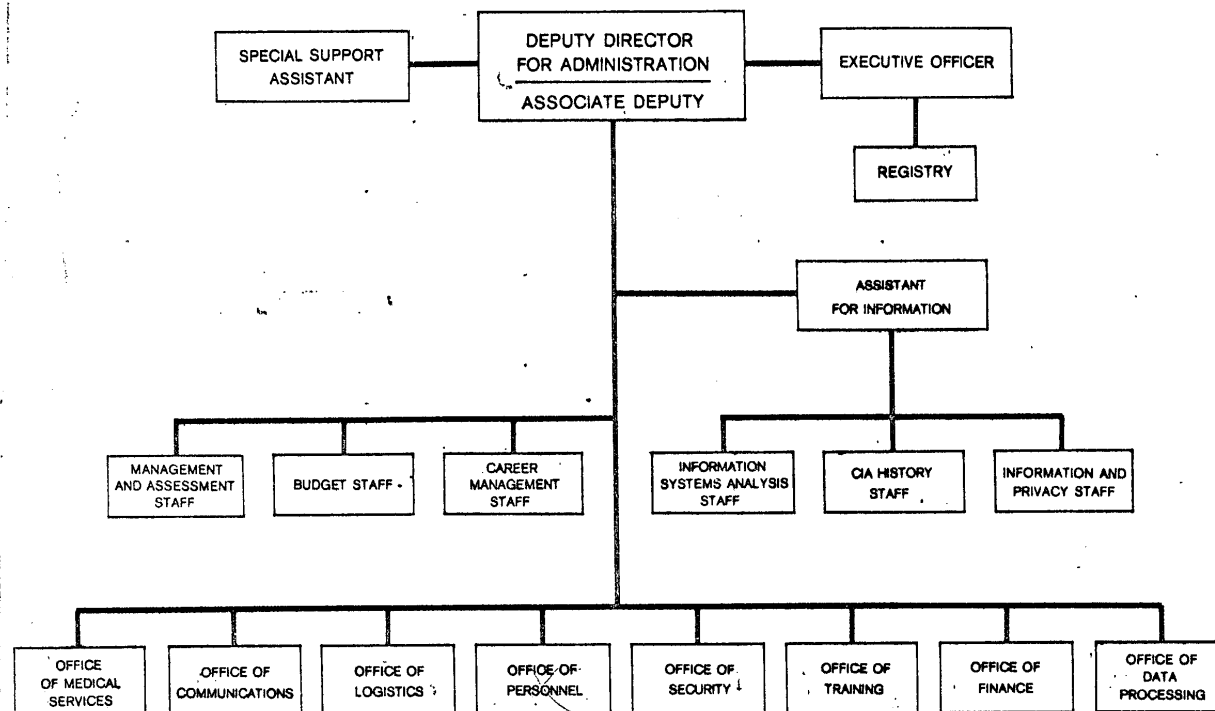 SPECIAL SUPPORT
ASSISTANT
DEPUTY DIRECTOR
FOR ADMINISTRATION
ASSOCIATE DEPUTY
EXECUTIVE OFFICER
REGISTRY
ASSISTANT
FOR INFORMATION
MANAGEMENT
AND ASSESSMENT
STAFF
BUDGET STAFF
CAREER
MANAGEMENT
STAFF
INFORMATION
SYSTEMS ANALYSIS
STAFF
CIA HISTORY
STAFF
INFORMATION AND
PRIVACY STAFF
OFFICE
OF MEDICAL
SERVICES
OFFICE OF
COMMUNICATIONS
OFFICE OF
LOGISTICS
OFFICE OF
PERSONNEL
OFFICE OF
SECURITY
OFFICE OF
TRAINING
OFFICE OF
FINANCE
OFFICE OF
DATA
PROCESSING